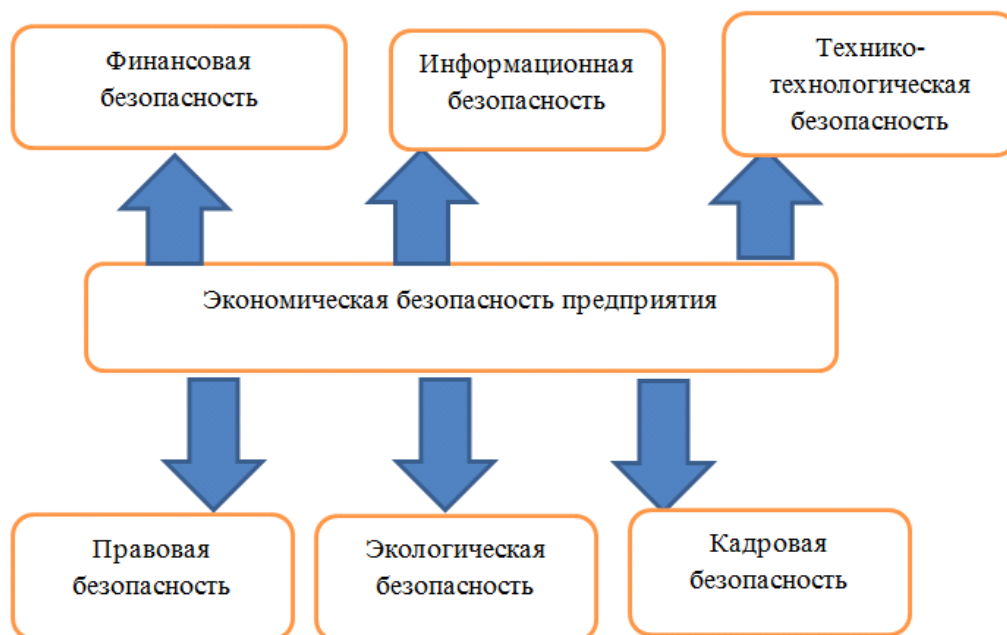 Финансовая
безопасность
Информационная
безопасность
Технико-
технологическая
безопасность
Экономическая безопасность предприятия
Правовая
безопасность
Экологическая
безопасность
Кадровая
безопасность